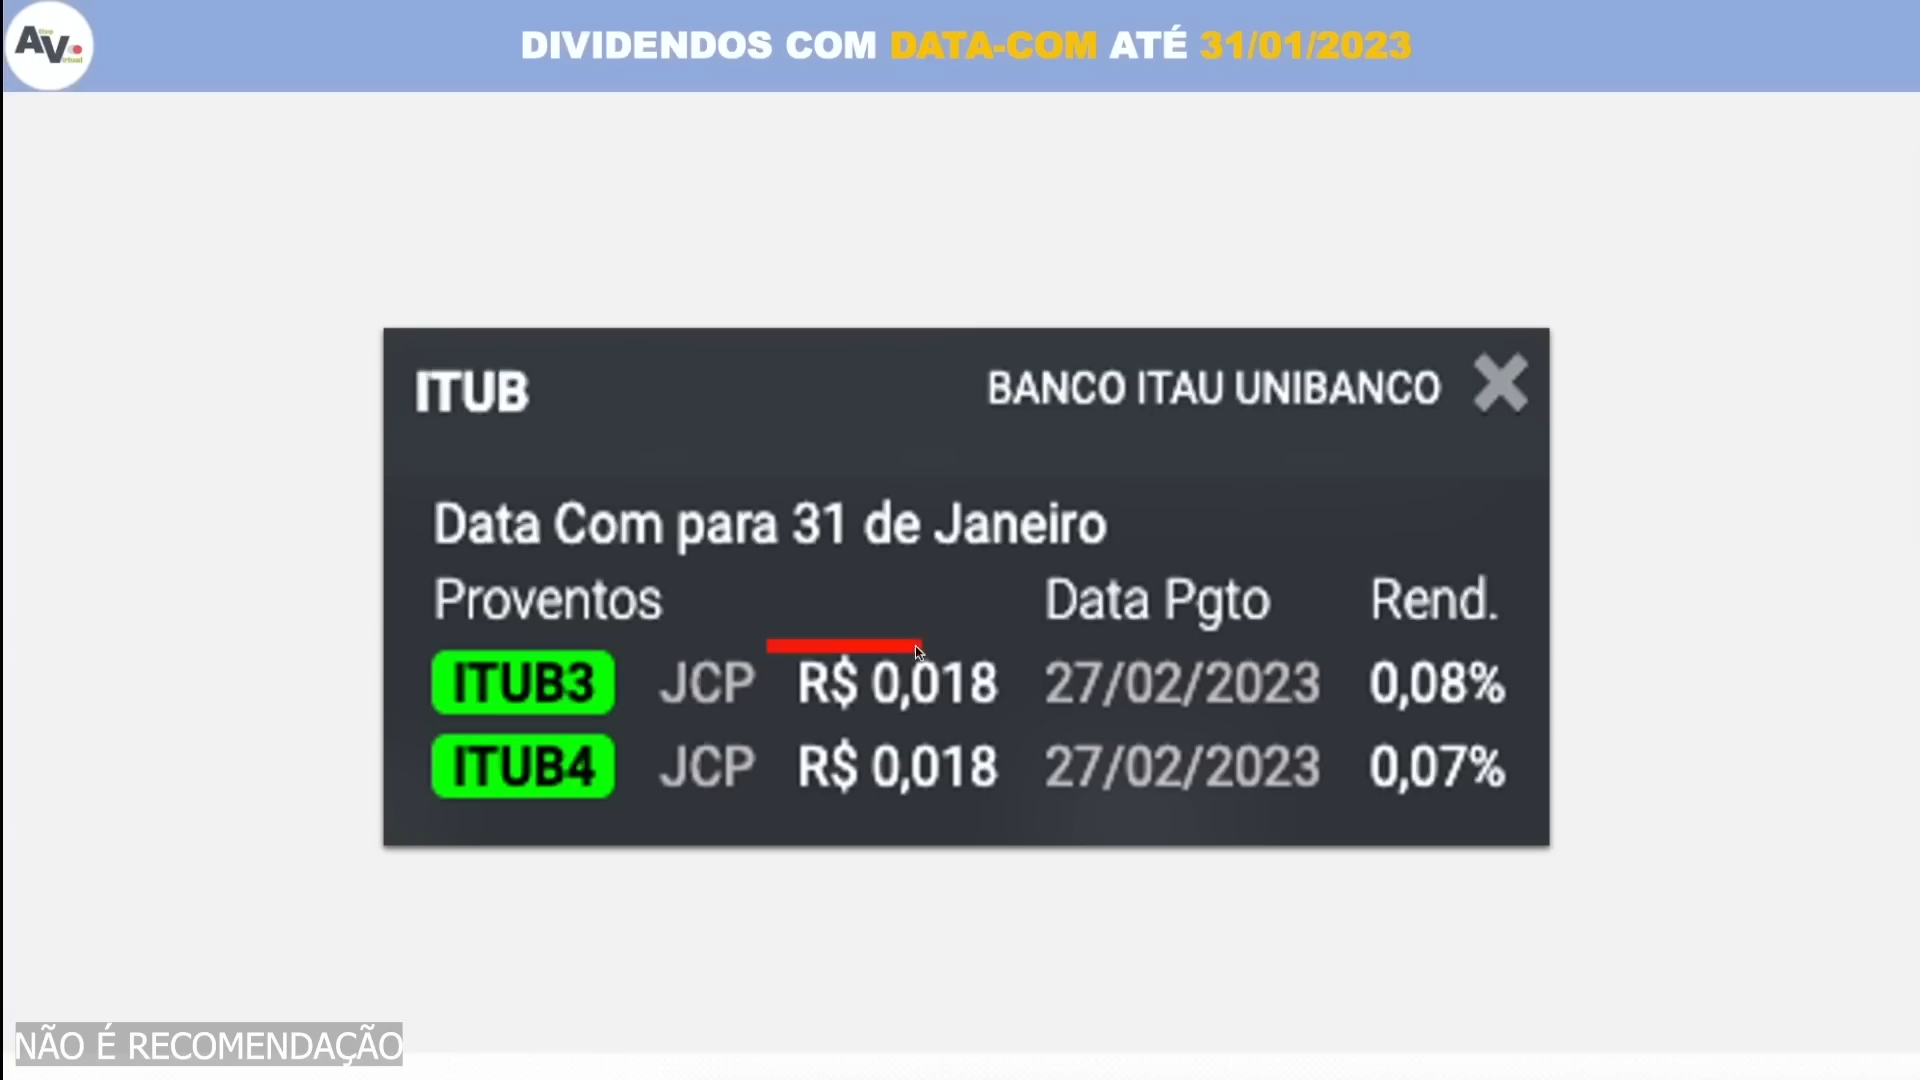 AV.
DIVIDENDOS COM DATA-COM ATÉ 31/01/2023
ITUB BANCO ITAU UNIBANCO
Data Com para 31 de Janeiro
Proventos Data Pgto Rend.
ITUB3 JCP R$ 0,018 27/02/2023 0,08%
ITUB4 JCP R$ 0,018 27/02/2023 0,07%
NÃO É RECOMENDAÇÃO